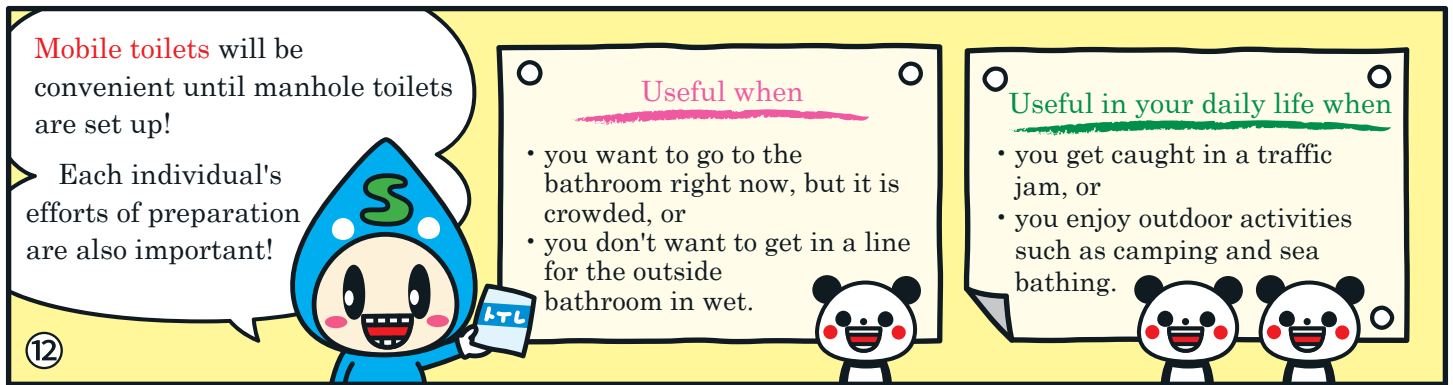 Mobile toilets will be
convenient until manhole toilets
are set up!
Each individual's
efforts of preparation
are also important!
S
トイレ
12
Useful when
・you want to go to the
bathroom right now, but it is
crowded, or
・you don't want to get in a line
for the outside
bathroom in wet.
Useful in your daily life when
・you get caught in a traffic
jam, or
・you enjoy outdoor activities
such as camping and sea
bathing.